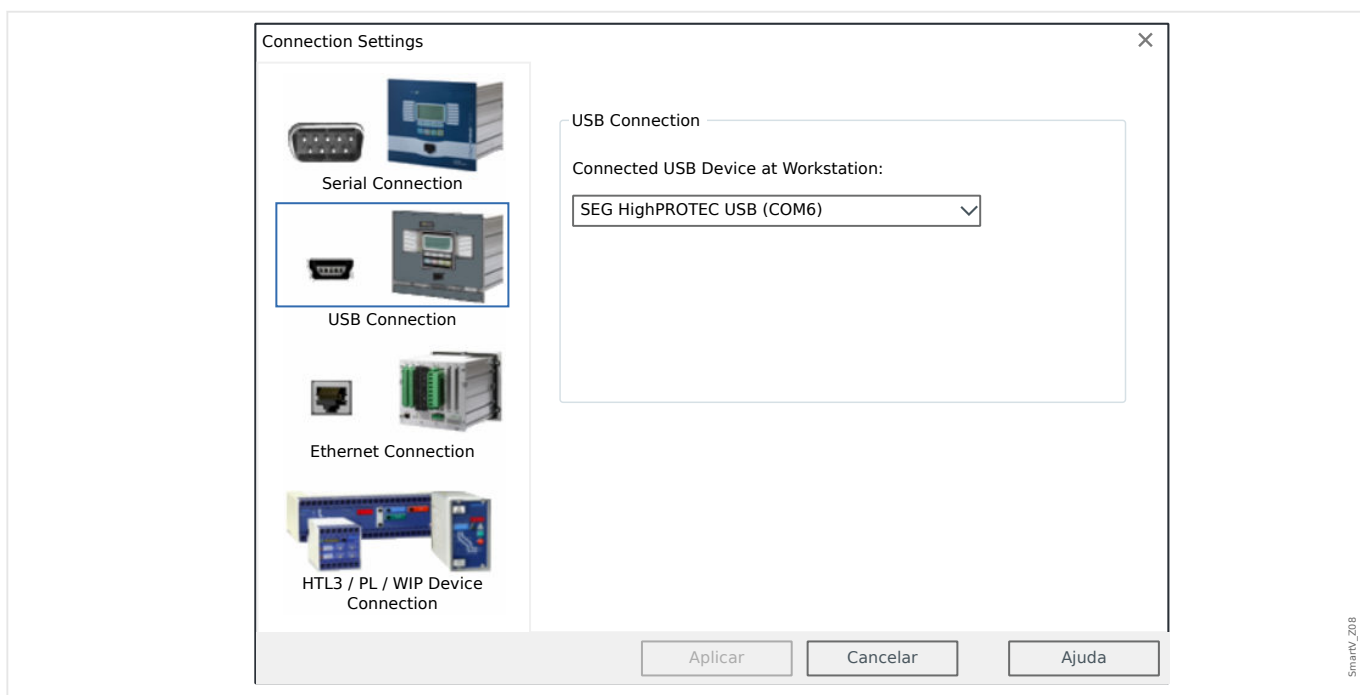 Connection Settings
Serial Connection
USB Connection
Ethernet Connection
HTL3 / PL / WIP Device
Connection
USB Connection
Connected USB Device at Workstation:
SEG HighPROTEC USB (COM6)
Aplicar
Cancelar
Ajuda
SmartV_Z08